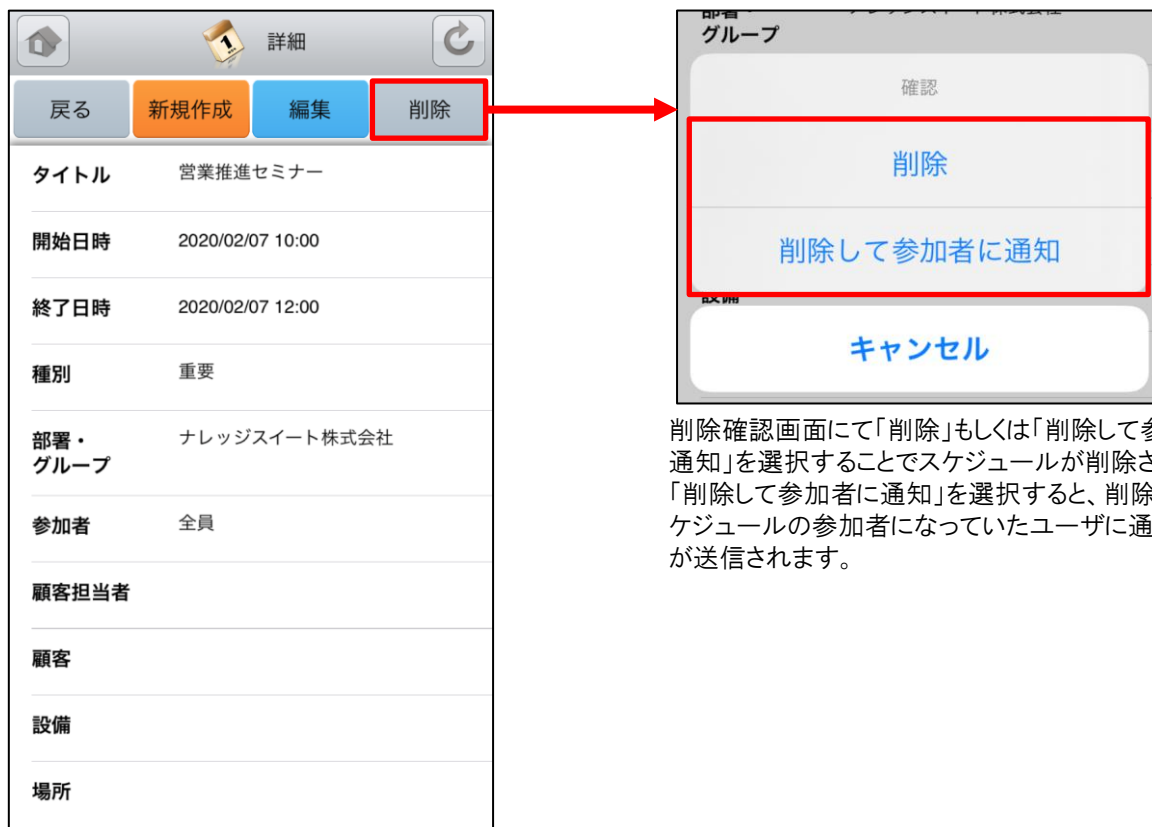 詳細
戻る 新規作成 編集 削除
タイトル 営業推進セミナー
開始日時 2020/02/07 10:00
終了日時 2020/02/07 12:00
種別 重要
部署・ ナレッジスイート株式会社
グループ
参加者 全員
顧客担当者
顧客
設備
場所
グループ
確認
削除
削除して参加者に通知
設備
キャンセル
削除確認画面にて「削除」もしくは「削除して参
通知」を選択することでスケジュールが削除さ
「削除して参加者に通知」を選択すると、削除
ケジュールの参加者になっていたユーザに通
が送信されます。